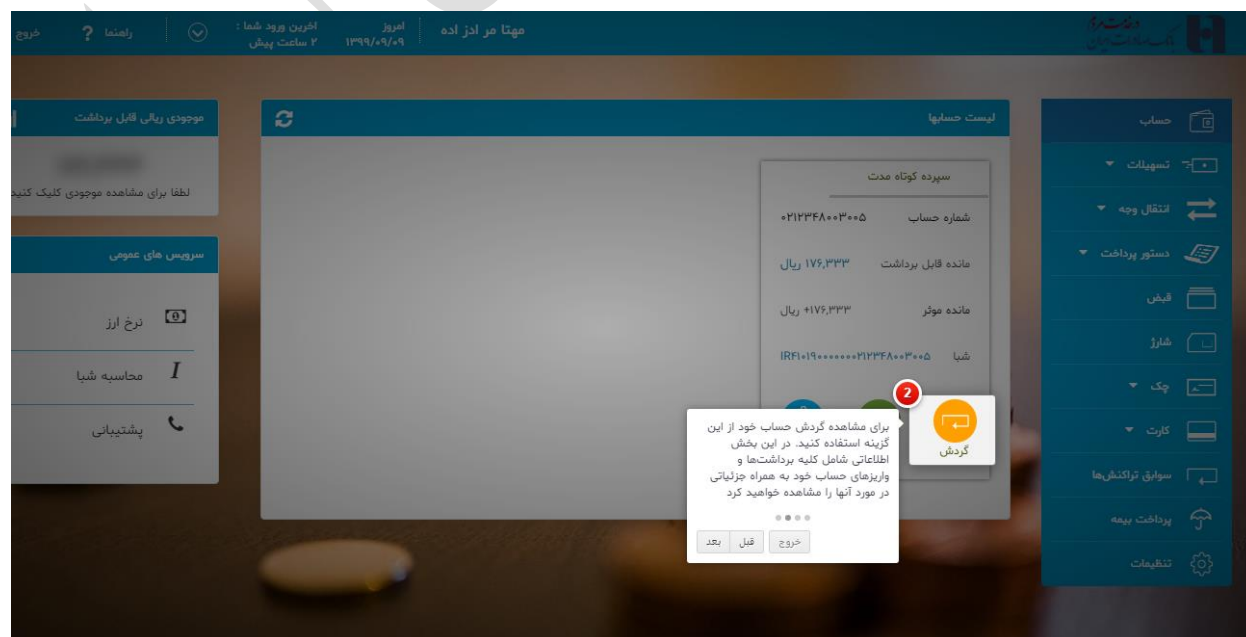 مهتا مر ادز اده
امروز
۱۳۹۹/۰۹/۰۹
آخرین ورود شما :
۲ ساعت پیش
راهنما ?
خروج
حساب
تسهیلات
انتقال وجه
دستور پرداخت
قبض
شارژ
چک
کارت
سوابق تراکنش‌ها
پرداخت بیمه
تنظیمات
لیست حسابها
سپرده کوتاه مدت
شماره حساب ۰۲۱۲۳۴۸۰۰۳۰۰۵
مانده قابل برداشت ۱۷۶,۳۳۳ ریال
مانده موثر ۱۷۶,۳۳۳+ ریال
شبا
2
گردش
برای مشاهده گردش حساب خود از این
گزینه استفاده کنید. در این بخش
اطلاعاتی شامل کلیه برداشت‌ها و
واریزهای حساب خود به همراه جزئیاتی
در مورد آنها را مشاهده خواهید کرد
خروج
قبل
بعد
موجودی ریالی قابل برداشت
لطفا برای مشاهده موجودی کلیک کنید
سرویس های عمومی
نرخ ارز
محاسبه شبا
پشتیبانی